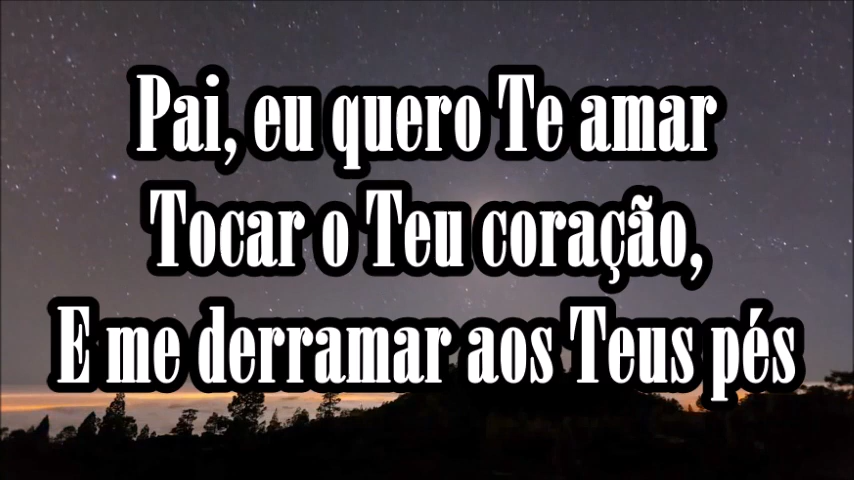 Pai, eu quero Te amar
Tocar o Teu coração,
E me derramar aos Teus pés